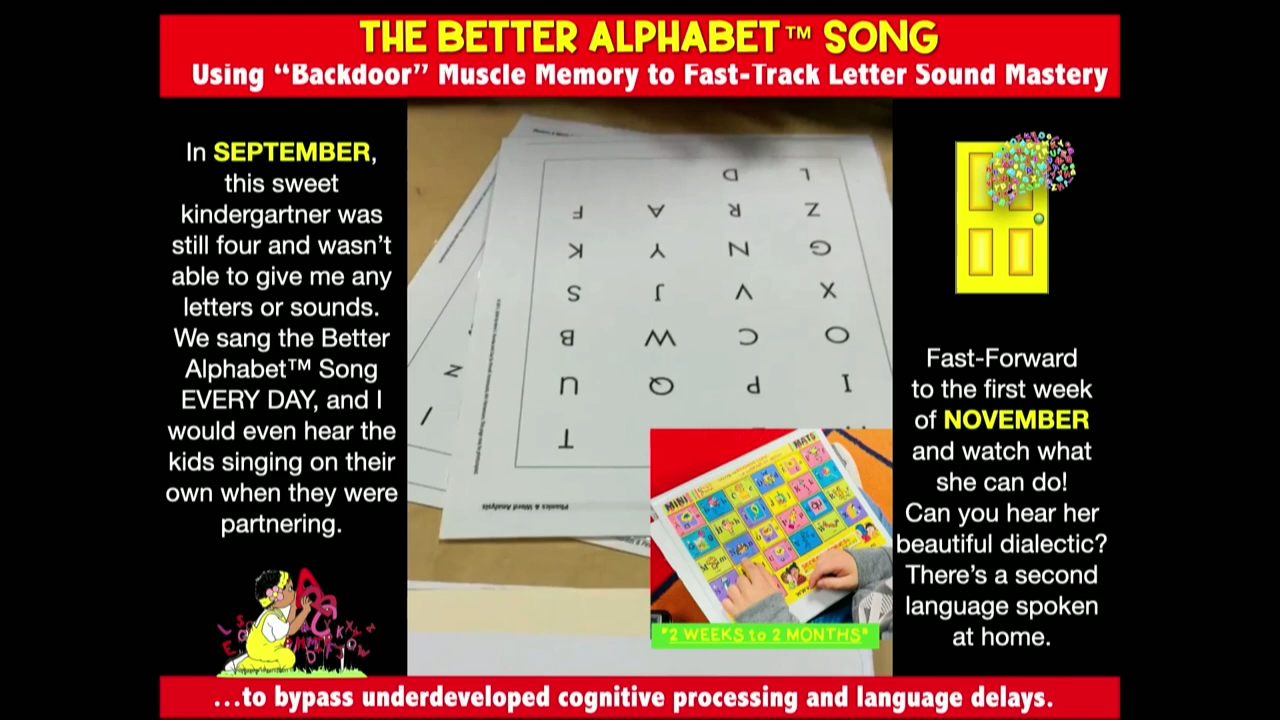 THE BETTER ALPHABET™ SONG
Using “Backdoor” Muscle Memory to Fast-Track Letter Sound Mastery
In SEPTEMBER,
this sweet
kindergartner was
still four and wasn’t
able to give me any
letters or sounds.
We sang the Better
Alphabet™ Song
EVERY DAY, and I
would even hear the
kids singing on their
own when they were
partnering.
D L
F A R Z
K Y N G
S J V X
B W C O
U Q P I
T
N
Phonics & Word Analysis
MINI MATS
"2 WEEKS to 2 MONTHS"
Fast-Forward
to the first week
of NOVEMBER
and watch what
she can do!
Can you hear her
beautiful dialectic?
There’s a second
language spoken
at home.
...to bypass underdeveloped cognitive processing and language delays.